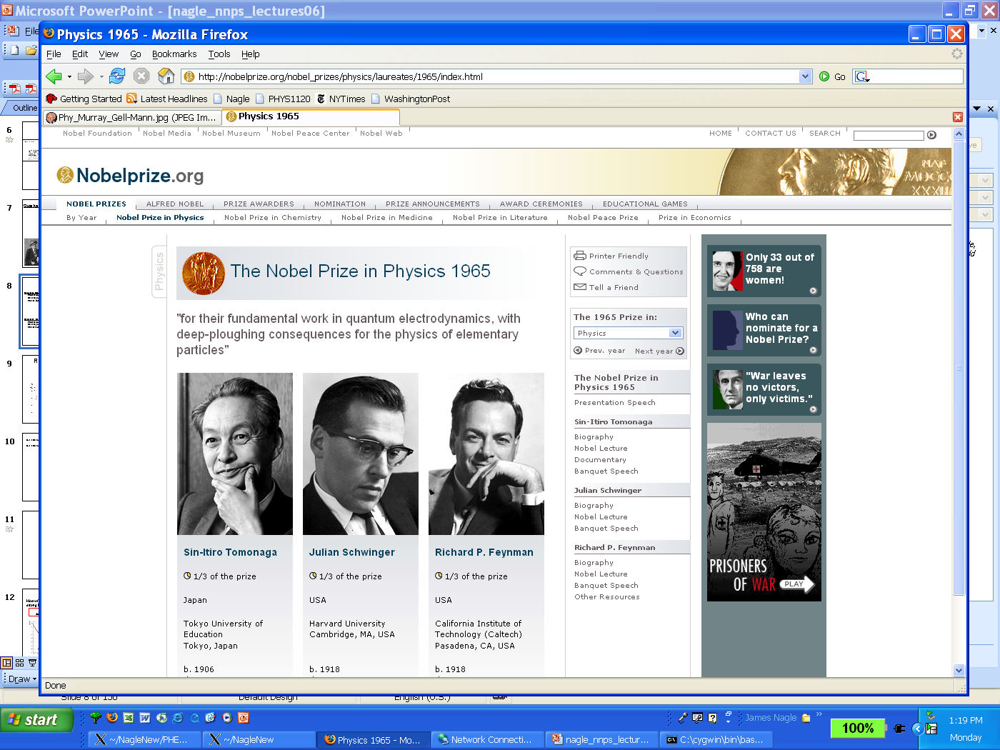 Microsoft PowerPoint - [nagle_nnps_lectures06]
File
Physics 1965 - Mozilla Firefox
File Edit View Go Bookmarks Tools Help
http://nobelprize.org/nobel_prizes/physics/laureates/1965/index.html
Go
G
Getting Started Latest Headlines Nagle PHYS1120 NYTimes WashingtonPost
Outline
Phy_Murray_Gell-Mann.jpg (JPEG Im... Physics 1965
6
7
8
9
10
11
12
Nobel Foundation Nobel Media Nobel Museum Nobel Peace Center Nobel Web
HOME CONTACT US SEARCH
Nobelprize.org
NOBEL PRIZES ALFRED NOBEL PRIZE AWARDERS NOMINATION PRIZE ANNOUNCEMENTS AWARD CEREMONIES EDUCATIONAL GAMES
By Year Nobel Prize in Physics Nobel Prize in Chemistry Nobel Prize in Medicine Nobel Prize in Literature Nobel Peace Prize Prize in Economics
Physics
The Nobel Prize in Physics 1965
"for their fundamental work in quantum electrodynamics, with
deep-ploughing consequences for the physics of elementary
particles"
Sin-Itiro Tomonaga
1/3 of the prize
Japan
Tokyo University of
Education
Tokyo, Japan
b. 1906
Julian Schwinger
1/3 of the prize
USA
Harvard University
Cambridge, MA, USA
b. 1918
Richard P. Feynman
1/3 of the prize
USA
California Institute of
Technology (Caltech)
Pasadena, CA, USA
b. 1918
Printer Friendly
Comments & Questions
Tell a Friend
The 1965 Prize in:
Physics
Prev. year Next year
The Nobel Prize in
Physics 1965
Presentation Speech
Sin-Itiro Tomonaga
Biography
Nobel Lecture
Documentary
Banquet Speech
Julian Schwinger
Biography
Nobel Lecture
Banquet Speech
Richard P. Feynman
Biography
Nobel Lecture
Banquet Speech
Other Resources
Only 33 out of
758 are
women!
Who can
nominate for a
Nobel Prize?
"War leaves
no victors,
only victims."
PRISONERS
OF WAR PLAY
Draw
Done
Slide 8 of 150 Default Design English (U.S.)
start
James Nagle
100%
1:19 PM
Monday
~/NagleNew/PHE... ~/NagleNew Physics 1965 - Mo... Network Connecti... nagle_nnps_lectur... C:\cygwin\bin\bas...